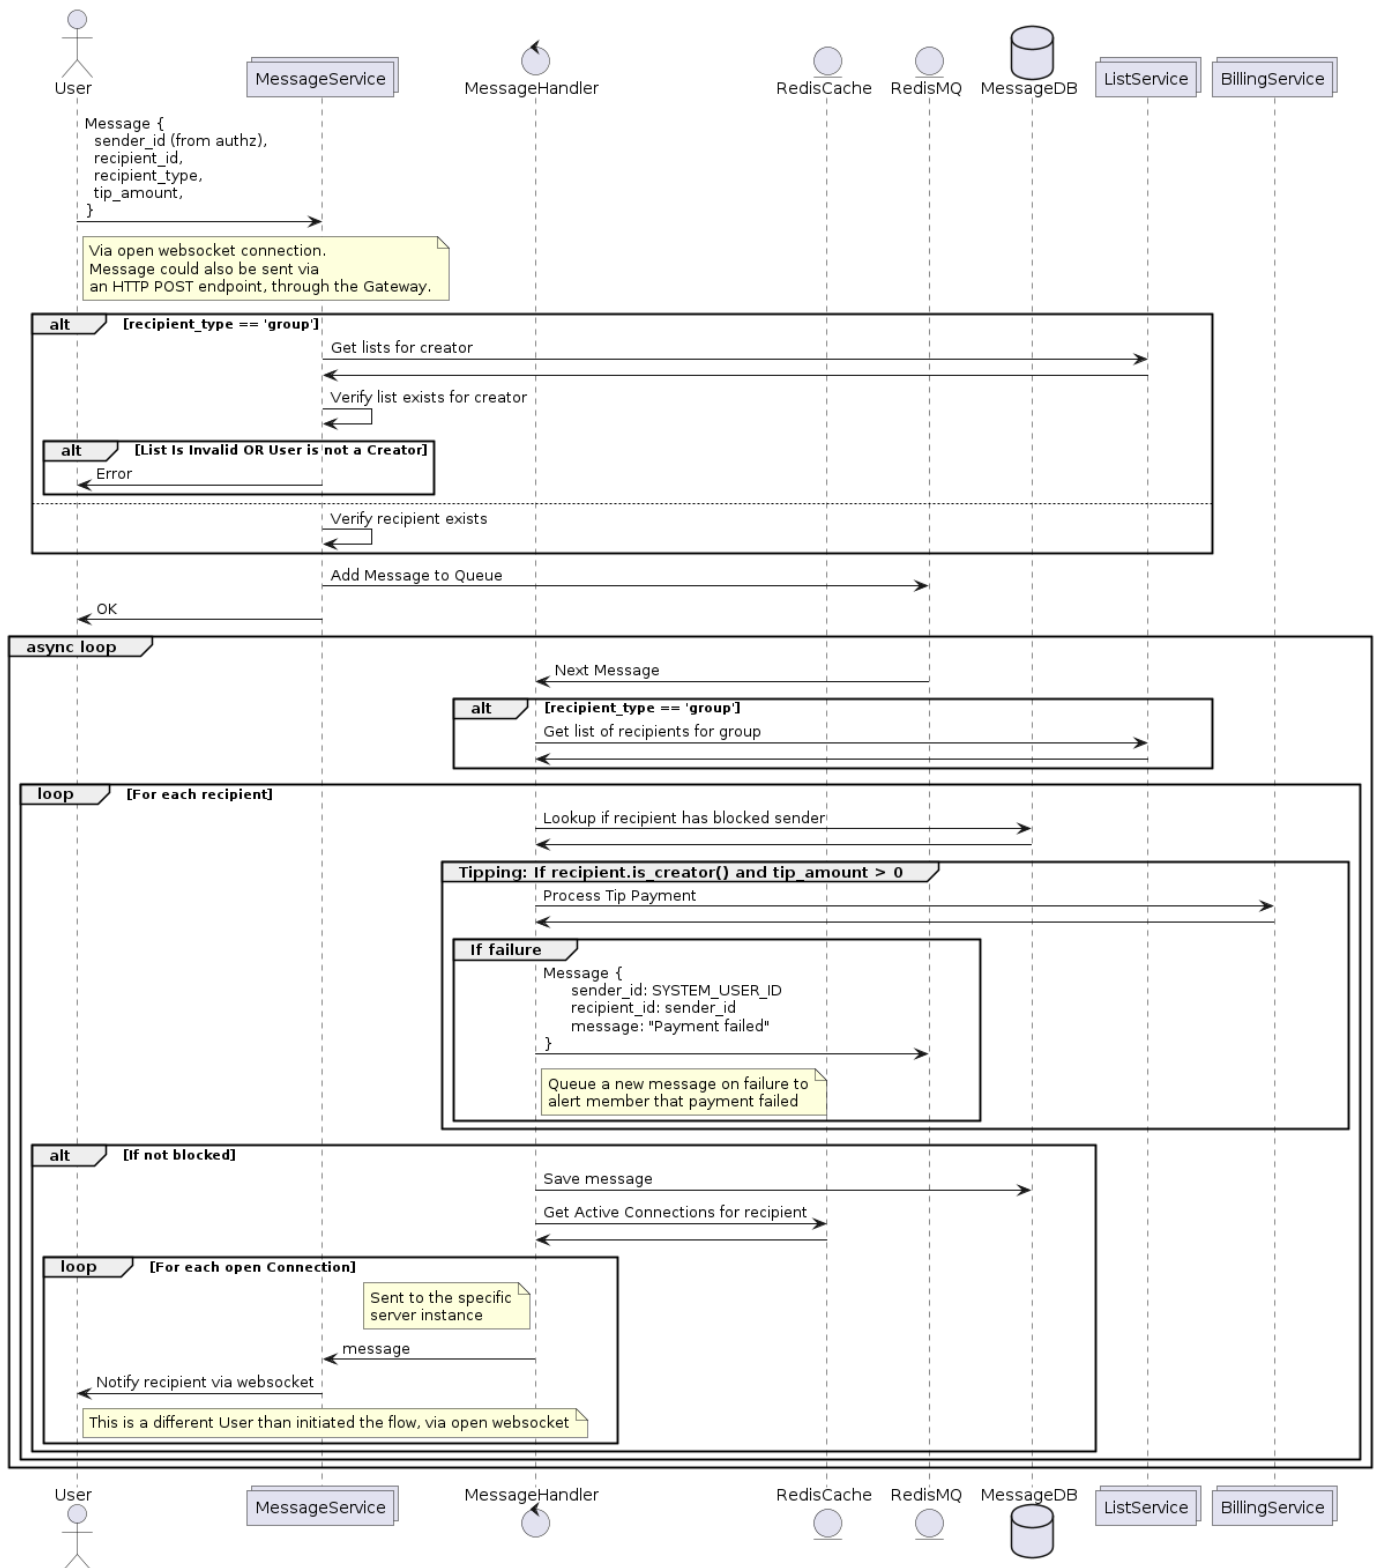 User
MessageService
MessageHandler
RedisCache
RedisMQ
MessageDB
ListService
BillingService
Message {
sender_id (from authz),
recipient_id,
recipient_type,
tip_amount,
}
Via open websocket connection.
Message could also be sent via
an HTTP POST endpoint, through the Gateway.
alt [recipient_type == 'group']
Get lists for creator
Verify list exists for creator
alt [List Is Invalid OR User is not a Creator]
Error
Verify recipient exists
Add Message to Queue
OK
async loop
Next Message
alt [recipient_type == 'group']
Get list of recipients for group
loop [For each recipient]
Lookup if recipient has blocked sender
Tipping: If recipient.is_creator() and tip_amount > 0
Process Tip Payment
If failure
Message {
sender_id: SYSTEM_USER_ID
recipient_id: sender_id
message: "Payment failed"
}
Queue a new message on failure to
alert member that payment failed
alt [If not blocked]
Save message
Get Active Connections for recipient
loop [For each open Connection]
Sent to the specific
server instance
message
Notify recipient via websocket
This is a different User than initiated the flow, via open websocket
User
MessageService
MessageHandler
RedisCache
RedisMQ
MessageDB
ListService
BillingService